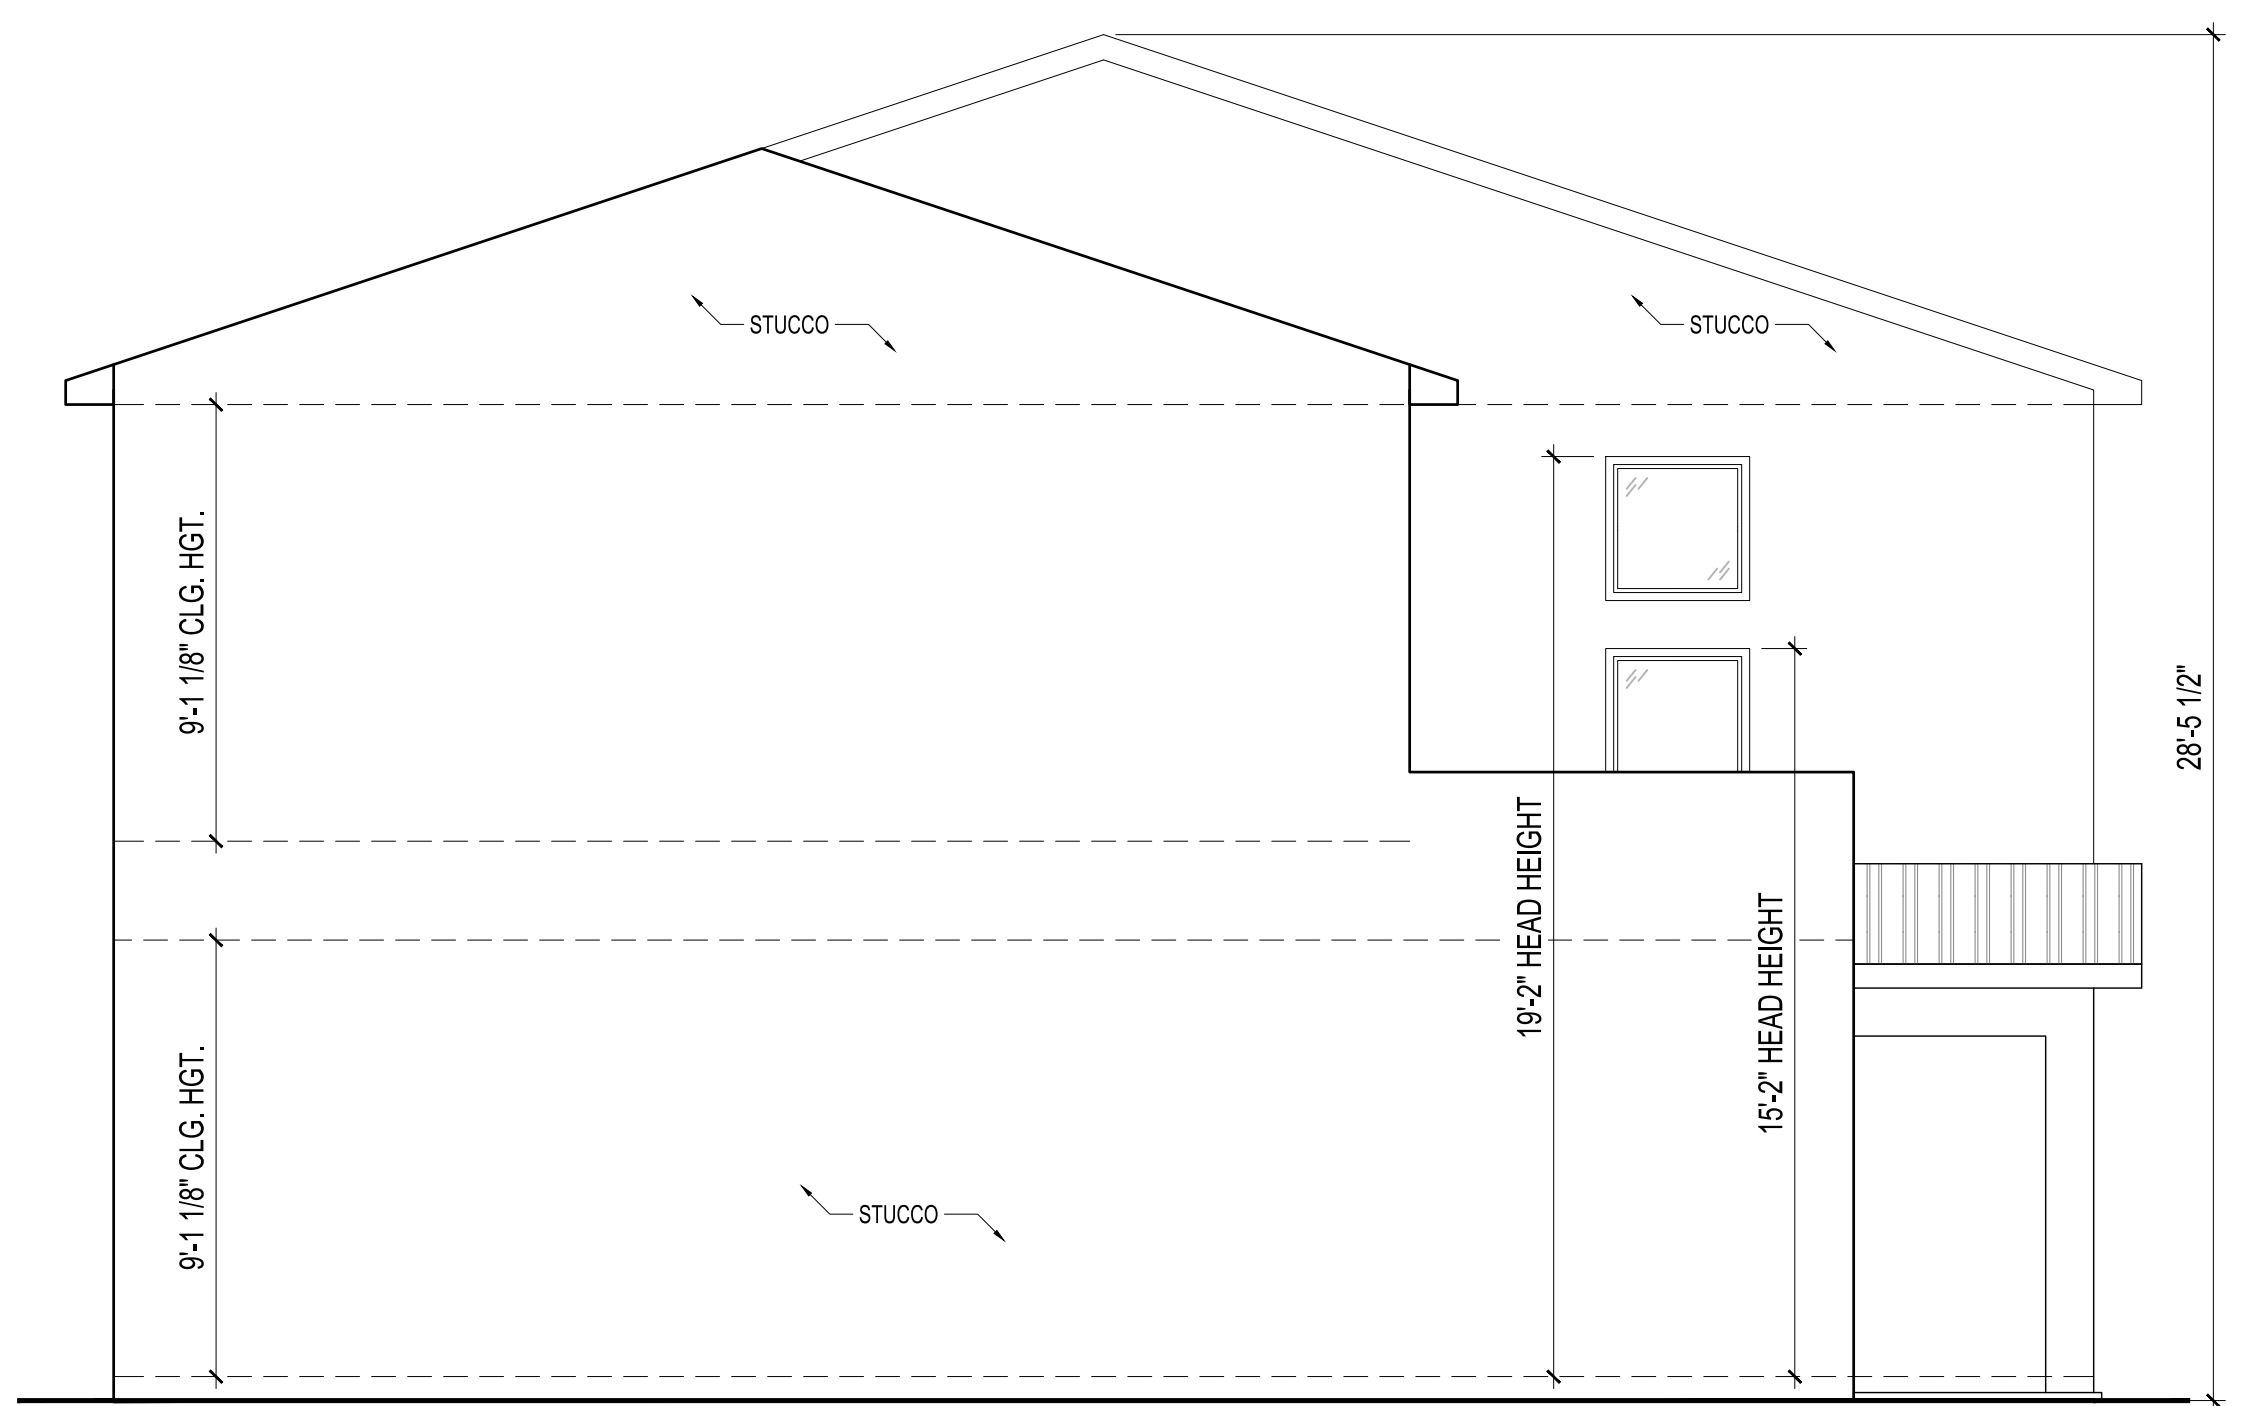 STUCCO
STUCCO
9'-1 1/8" CLG. HGT.
28'-5 1/2"
19'-2" HEAD HEIGHT
15'-2" HEAD HEIGHT
9'-1 1/8" CLG. HGT.
STUCCO